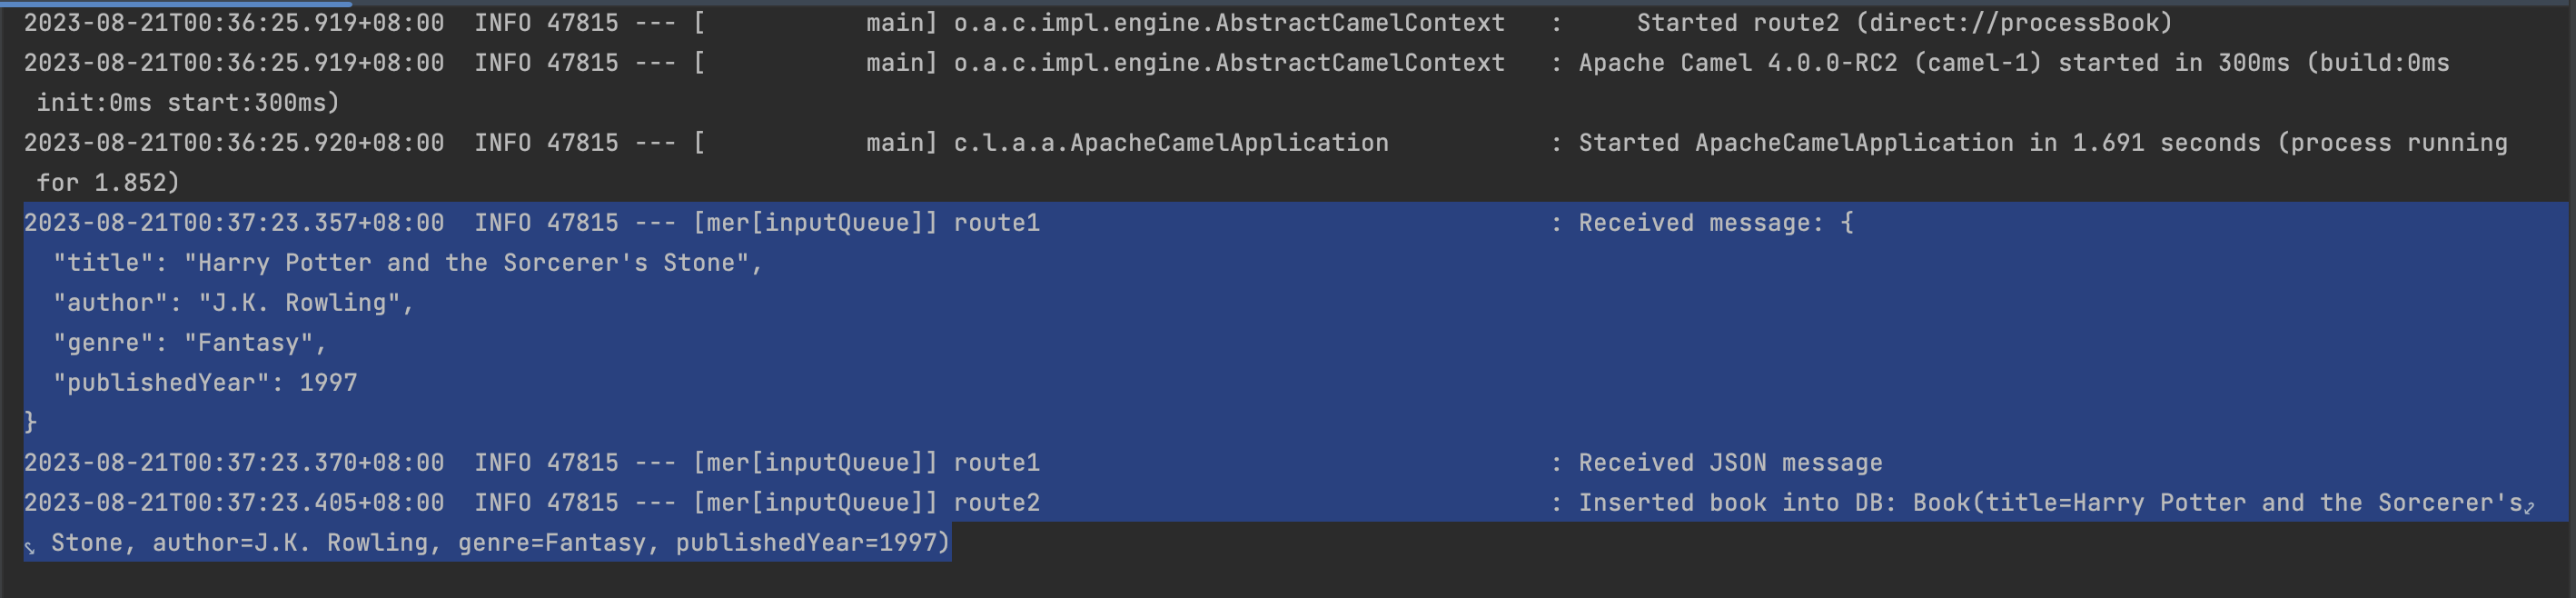 2023-08-21T00:36:25.919+08:00  INFO 47815 --- [           main] o.a.c.impl.engine.AbstractCamelContext   :     Started route2 (direct://processBook)
2023-08-21T00:36:25.919+08:00  INFO 47815 --- [           main] o.a.c.impl.engine.AbstractCamelContext   : Apache Camel 4.0.0-RC2 (camel-1) started in 300ms (build:0ms
 init:0ms start:300ms)
2023-08-21T00:36:25.920+08:00  INFO 47815 --- [           main] c.l.a.a.ApacheCamelApplication           : Started ApacheCamelApplication in 1.691 seconds (process running
 for 1.852)
2023-08-21T00:37:23.357+08:00  INFO 47815 --- [mer[inputQueue]] route1                                   : Received message: {
  "title": "Harry Potter and the Sorcerer's Stone",
  "author": "J.K. Rowling",
  "genre": "Fantasy",
  "publishedYear": 1997
}
2023-08-21T00:37:23.370+08:00  INFO 47815 --- [mer[inputQueue]] route1                                   : Received JSON message
2023-08-21T00:37:23.405+08:00  INFO 47815 --- [mer[inputQueue]] route2                                   : Inserted book into DB: Book(title=Harry Potter and the Sorcerer's
 Stone, author=J.K. Rowling, genre=Fantasy, publishedYear=1997)